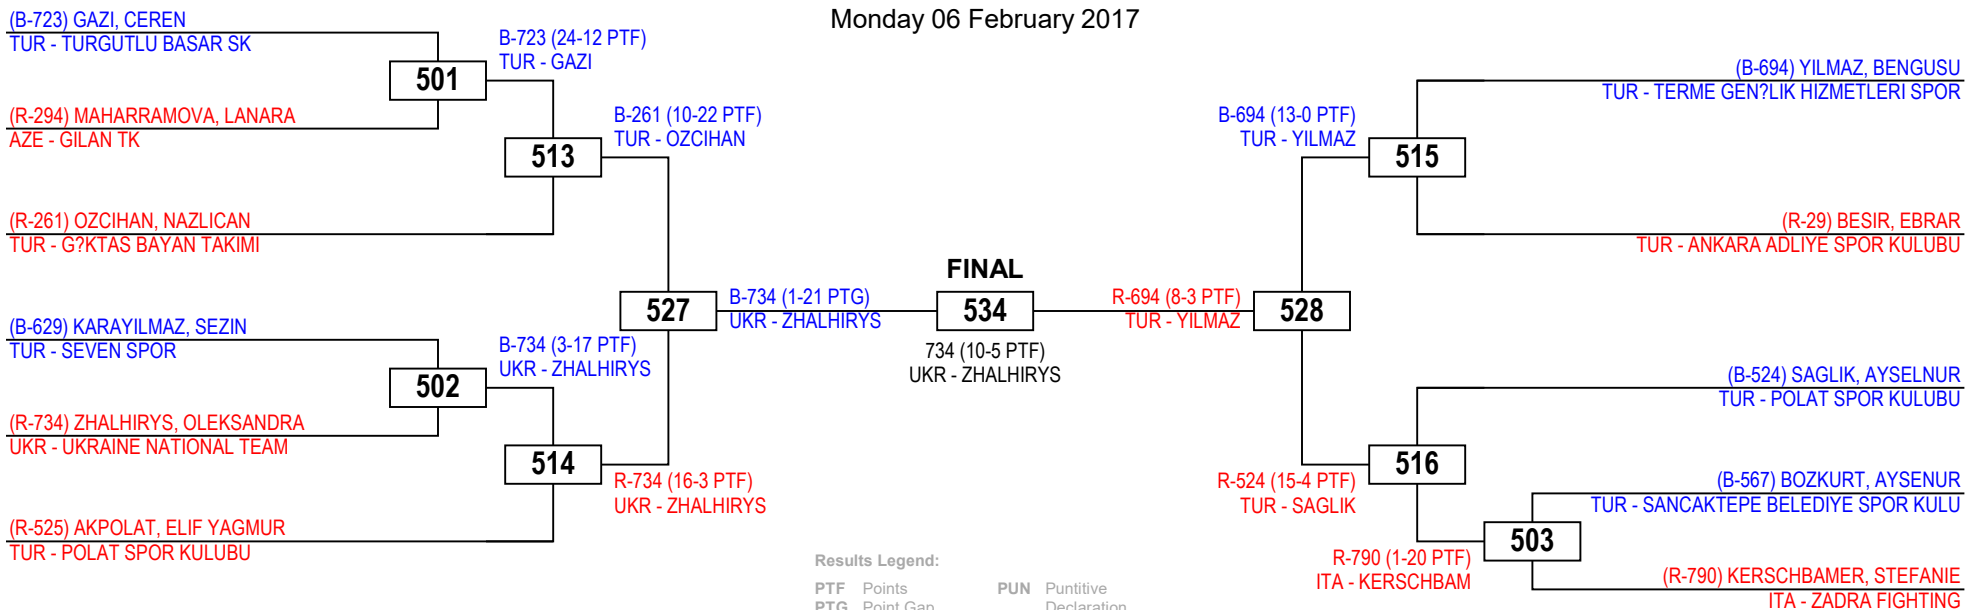 Monday 06 February 2017
(B-723) GAZI, CEREN
TUR - TURGUTLU BASAR SK
501
(R-294) MAHARRAMOVA, LANARA
AZE - GILAN TK
B-723 (24-12 PTF)
TUR - GAZI
513
(R-261) OZCIHAN, NAZLICAN
TUR - G?KTAS BAYAN TAKIMI
B-261 (10-22 PTF)
TUR - OZCIHAN
527
(B-629) KARAYILMAZ, SEZIN
TUR - SEVEN SPOR
502
(R-734) ZHALHIRYS, OLEKSANDRA
UKR - UKRAINE NATIONAL TEAM
B-734 (3-17 PTF)
UKR - ZHALHIRYS
514
(R-525) AKPOLAT, ELIF YAGMUR
TUR - POLAT SPOR KULUBU
R-734 (16-3 PTF)
UKR - ZHALHIRYS
B-734 (1-21 PTG)
UKR - ZHALHIRYS
FINAL
534
734 (10-5 PTF)
UKR - ZHALHIRYS
R-694 (8-3 PTF)
TUR - YILMAZ
528
B-694 (13-0 PTF)
TUR - YILMAZ
515
(B-694) YILMAZ, BENGUSU
TUR - TERME GEN?LIK HIZMETLERI SPOR
(R-29) BESIR, EBRAR
TUR - ANKARA ADLIYE SPOR KULUBU
(B-524) SAGLIK, AYSELNUR
TUR - POLAT SPOR KULUBU
516
R-524 (15-4 PTF)
TUR - SAGLIK
(B-567) BOZKURT, AYSENUR
TUR - SANCAKTEPE BELEDIYE SPOR KULU
503
R-790 (1-20 PTF)
ITA - KERSCHBAM
(R-790) KERSCHBAMER, STEFANIE
ITA - ZADRA FIGHTING
Results Legend:
PTF Points PUN Puntitive
PTG Point Gap Declaration